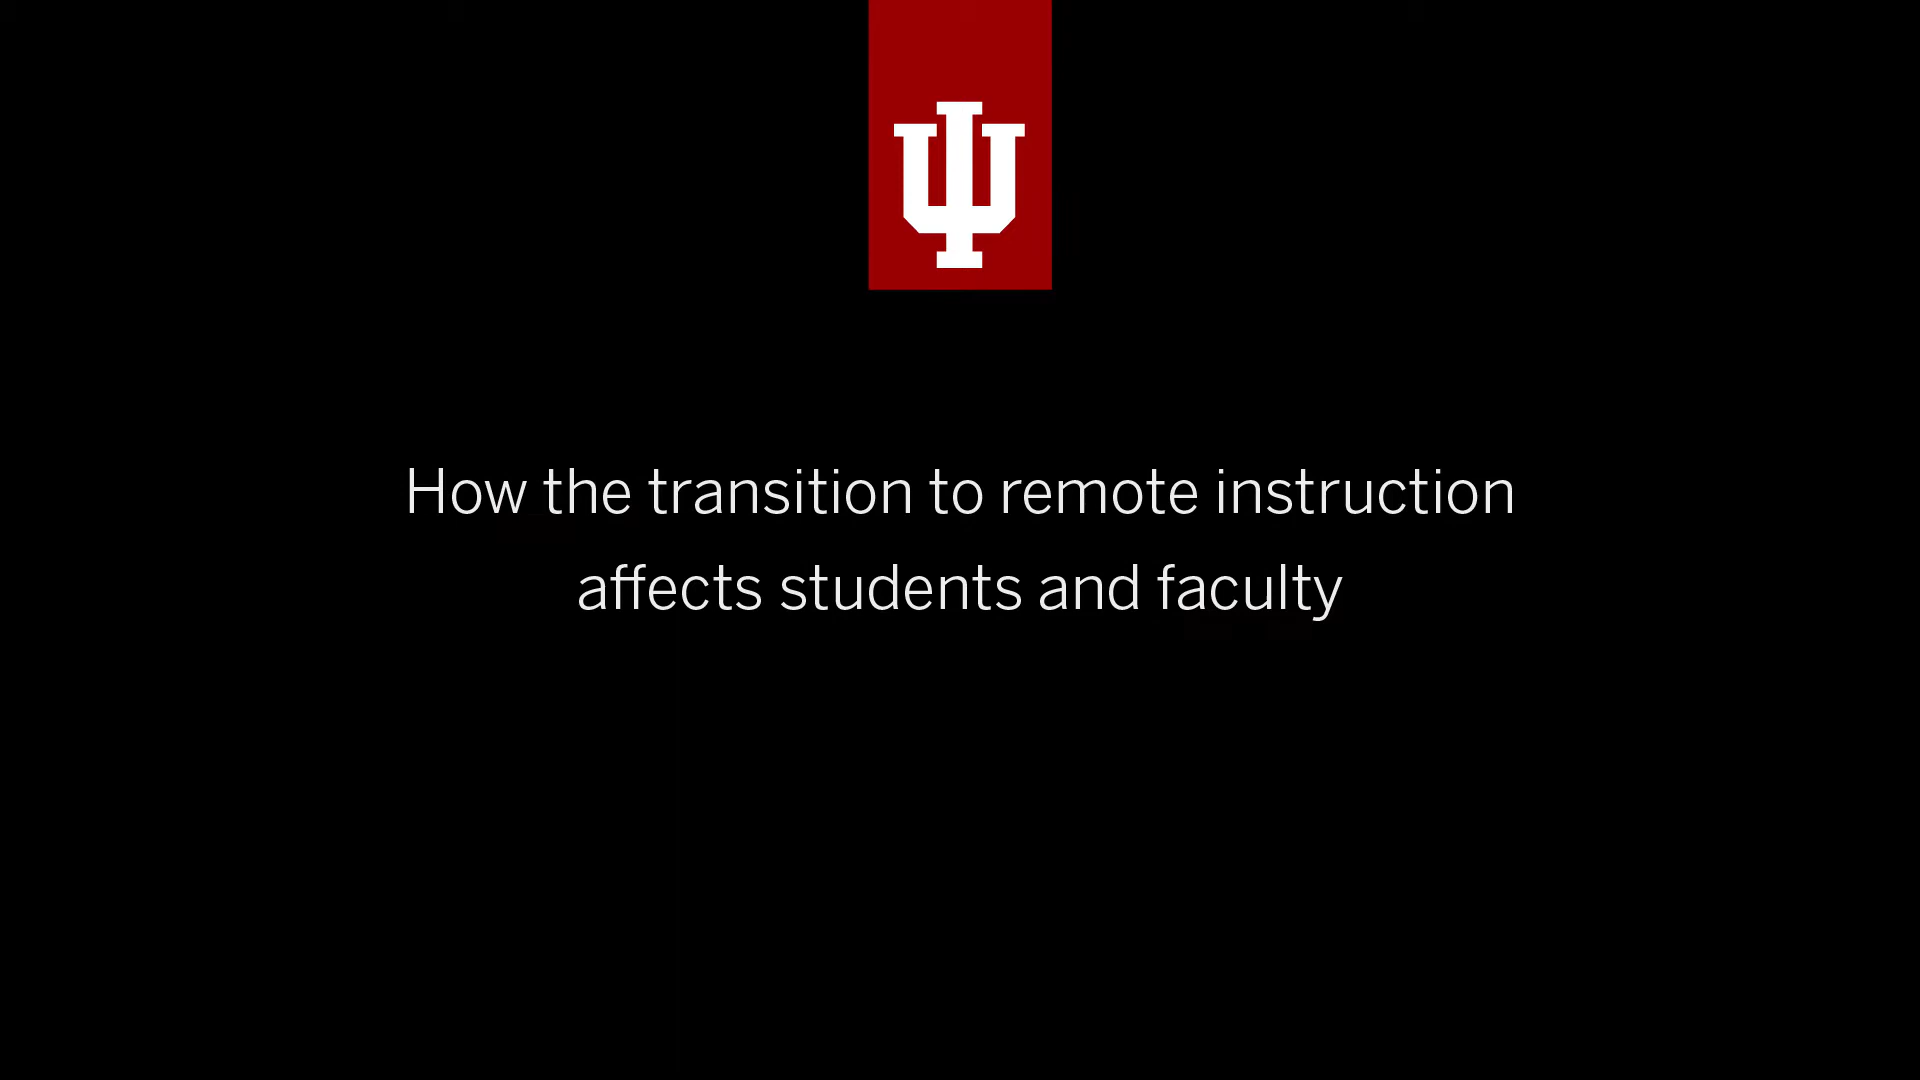 How the transition to remote instruction
affects students and faculty